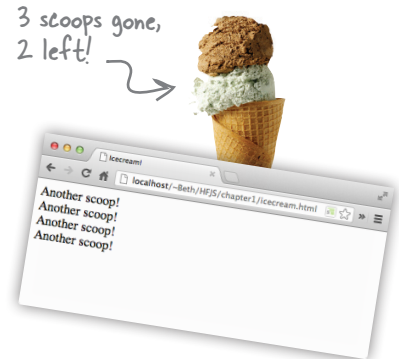 3 scoops gone,
2 left!
Icecream!
localhost/~Beth/HFJS/chapter1/icecream.html
Another scoop!
Another scoop!
Another scoop!
Another scoop!